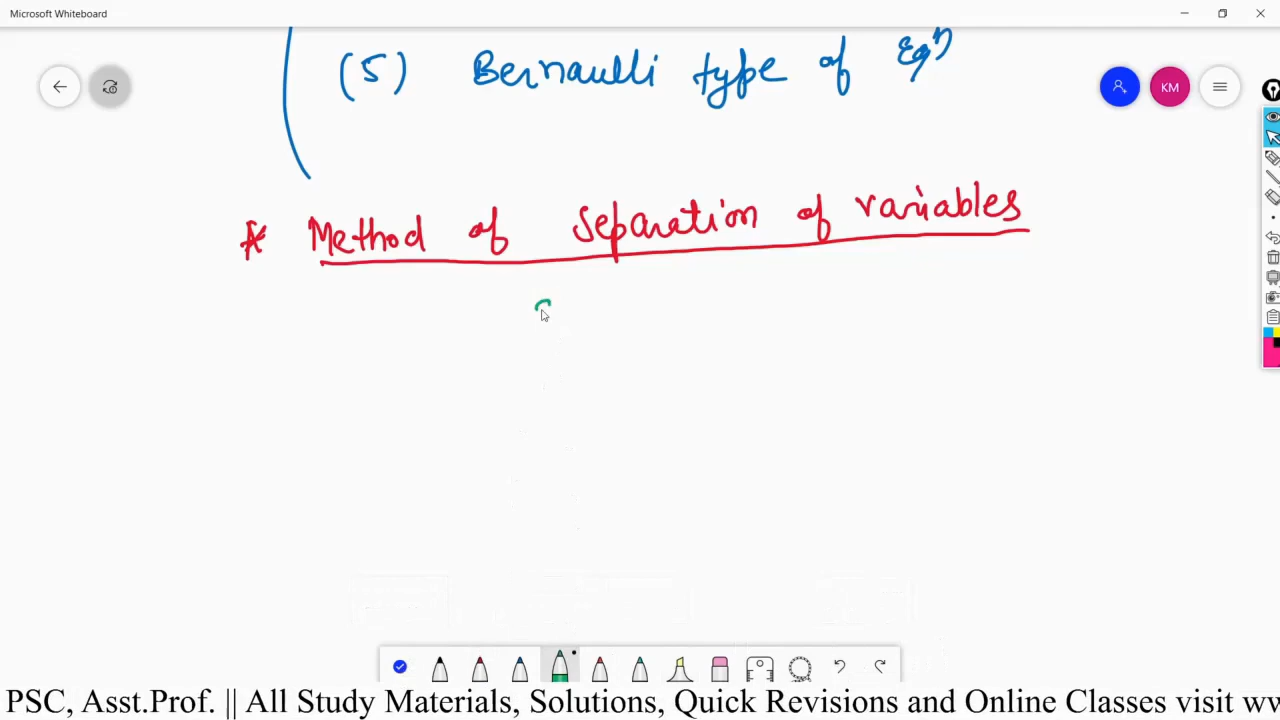 Microsoft Whiteboard
(5) Bernaulli type of Eqⁿ
KM
* Method of Separation of variables
PSC, Asst.Prof. || All Study Materials, Solutions, Quick Revisions and Online Classes visit ww